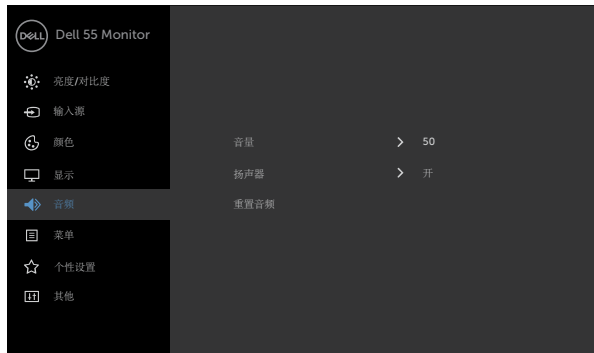 DELL Dell 55 Monitor
亮度/对比度
输入源
颜色
音量 50
显示
扬声器 开
音频
重置音频
菜单
个性设置
其他